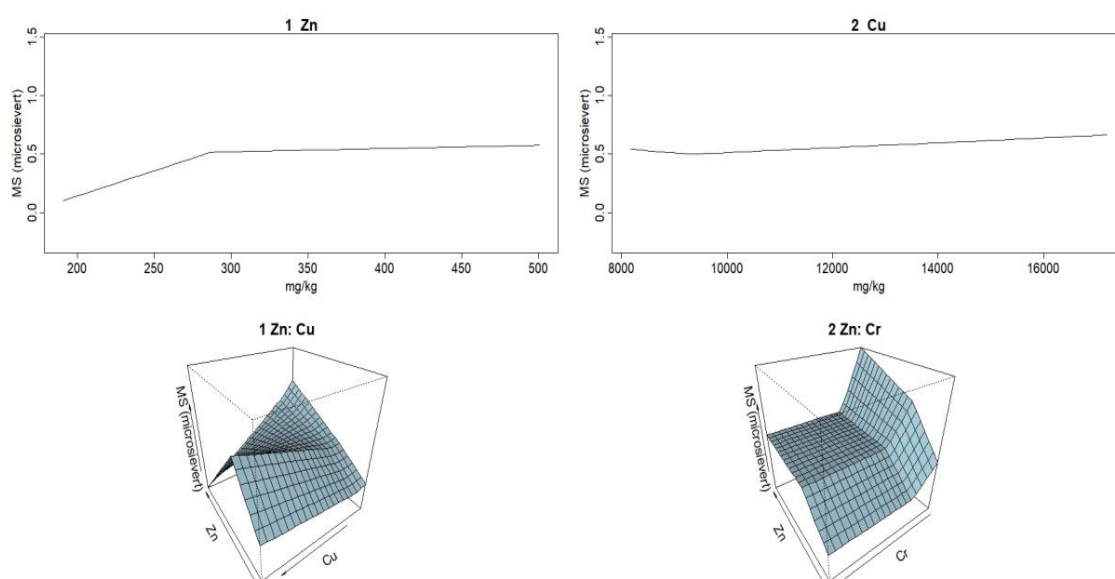 1 Zn
MS (microsievert)
1.5
1.0
0.5
0.0
200 250 300 350 400 450 500
mg/kg
2 Cu
MS (microsievert)
1.5
1.0
0.5
0.0
8000 10000 12000 14000 16000
mg/kg
1 Zn: Cu
MS (microsievert)
Zn
Cu
2 Zn: Cr
MS (microsievert)
Zn
Cr